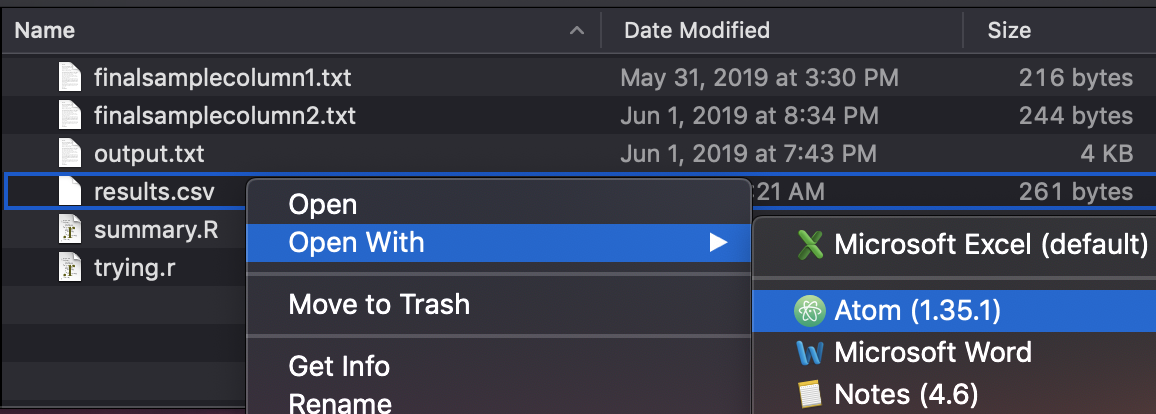 Name Date Modified Size
finalsamplecolumn1.txt May 31, 2019 at 3:30 PM 216 bytes
finalsamplecolumn2.txt Jun 1, 2019 at 8:34 PM 244 bytes
output.txt Jun 1, 2019 at 7:43 PM 4 KB
results.csv :21 AM 261 bytes
summary.R
trying.r
Open
Open With
Move to Trash
Get Info
Rename
Microsoft Excel (default)
Atom (1.35.1)
Microsoft Word
Notes (4.6)